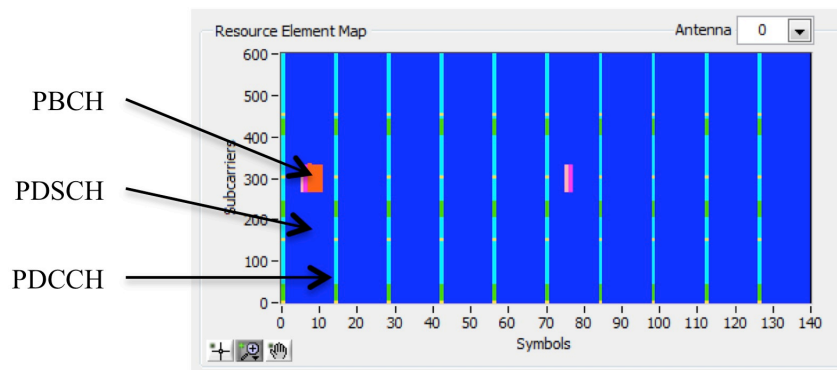 Resource Element Map
Antenna 0
PBCH
PDSCH
PDCCH
Subcarriers
600
500
400
300
200
100
0
0 10 20 30 40 50 60 70 80 90 100 110 120 130 140
Symbols